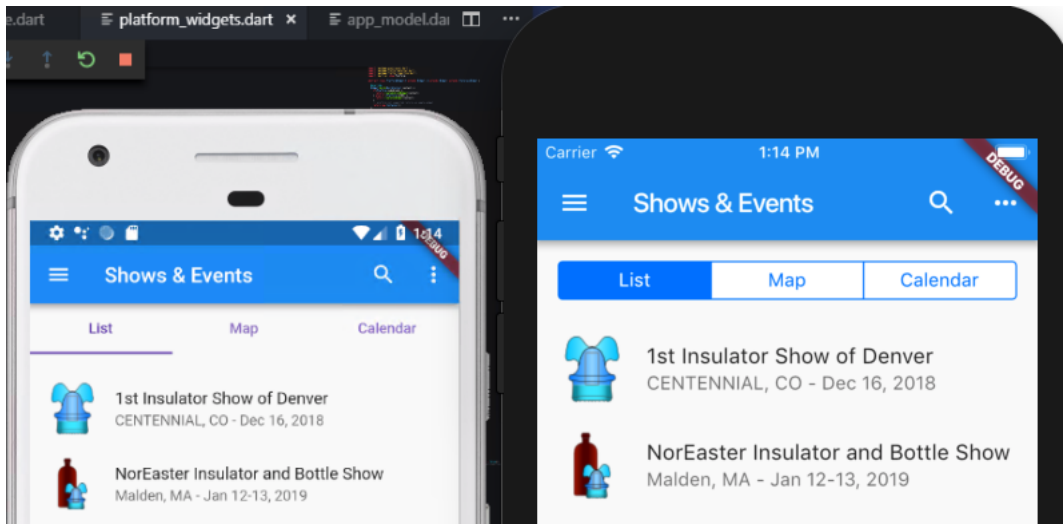 e.dart
platform_widgets.dart
app_model.da
1:14
DEBUG
Shows & Events
List
Map
Calendar
1st Insulator Show of Denver
CENTENNIAL, CO - Dec 16, 2018
NorEaster Insulator and Bottle Show
Malden, MA - Jan 12-13, 2019
Carrier
1:14 PM
DEBUG
Shows & Events
List
Map
Calendar
1st Insulator Show of Denver
CENTENNIAL, CO - Dec 16, 2018
NorEaster Insulator and Bottle Show
Malden, MA - Jan 12-13, 2019